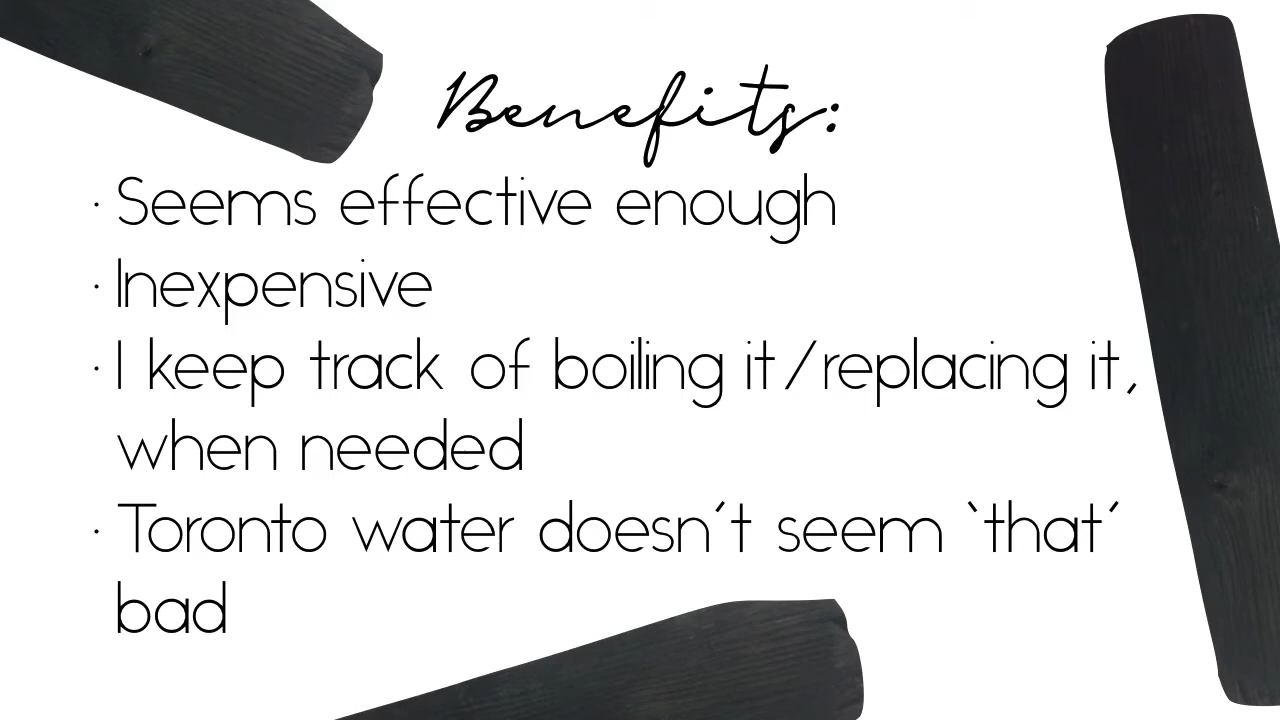 Benefits:
· Seems effective enough
· Inexpensive
· I keep track of boiling it/replacing it,
when needed
· Toronto water doesn't seem `that'
bad